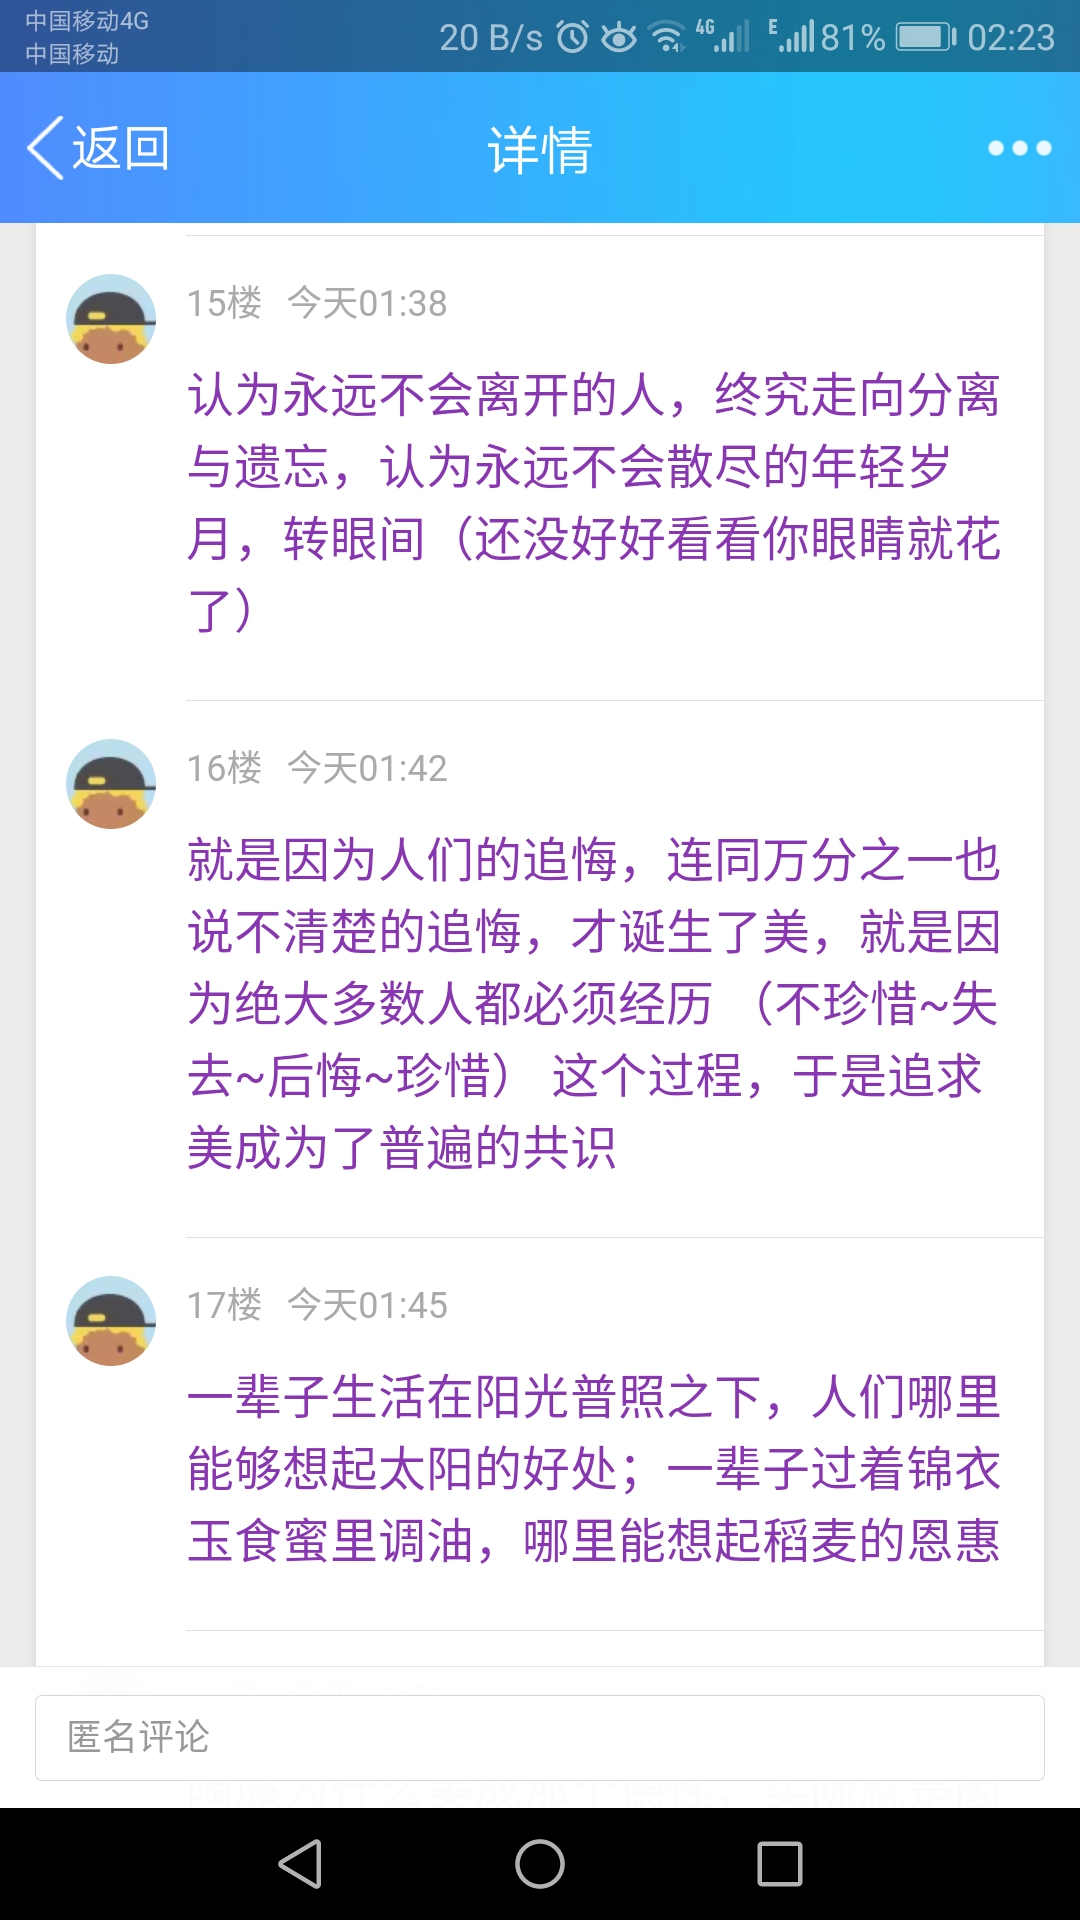 中国移动4G
中国移动
20 B/s 4G E 81% 02:23
返回 详情
15楼 今天01:38
认为永远不会离开的人，终究走向分离
与遗忘，认为永远不会散尽的年轻岁
月，转眼间（还没好好看看你眼睛就花
了）
16楼 今天01:42
就是因为人们的追悔，连同万分之一也
说不清楚的追悔，才诞生了美，就是因
为绝大多数人都必须经历 （不珍惜~失
去~后悔~珍惜） 这个过程，于是追求
美成为了普遍的共识
17楼 今天01:45
一辈子生活在阳光普照之下，人们哪里
能够想起太阳的好处；一辈子过着锦衣
玉食蜜里调油，哪里能想起稻麦的恩惠
匿名评论